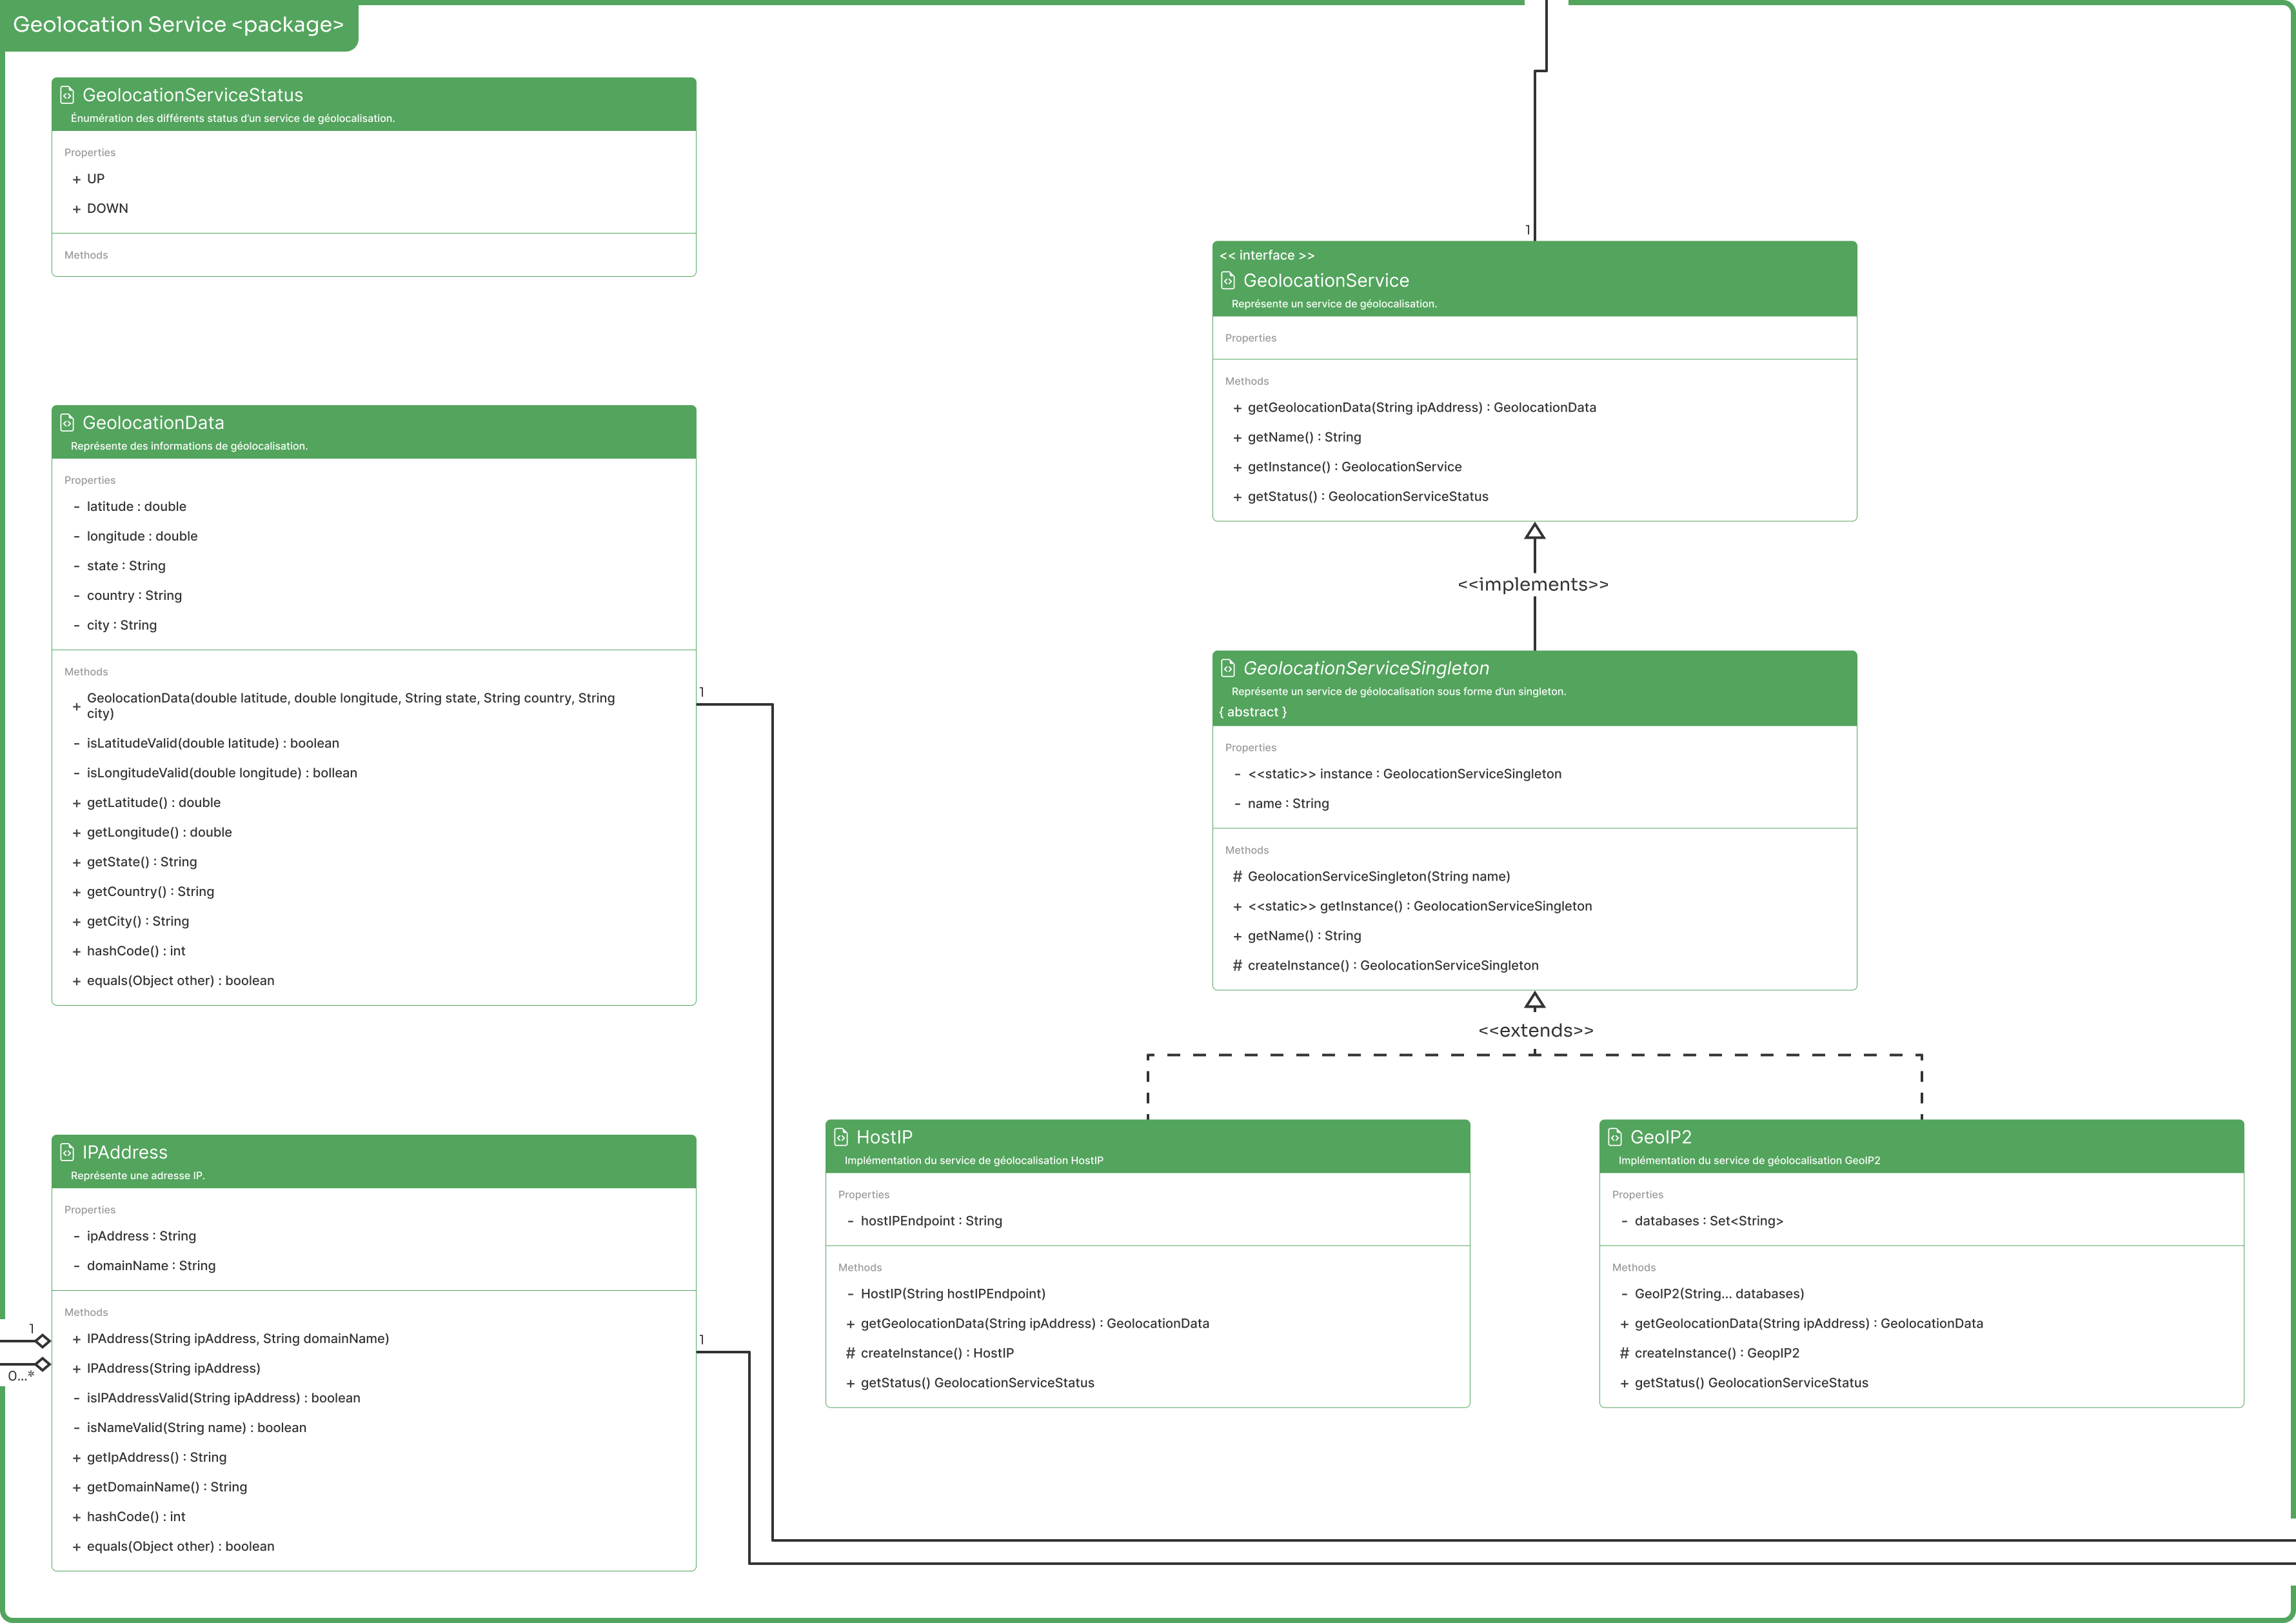 Geolocation Service <package>
GeolocationServiceStatus
Énumération des différents status d'un service de géolocalisation.
Properties
+ UP
+ DOWN
Methods
GeolocationData
Représente des informations de géolocalisation.
Properties
- latitude : double
- longitude : double
- state : String
- country : String
- city : String
Methods
+ GeolocationData(double latitude, double longitude, String state, String country, String
city)
- isLatitudeValid(double latitude) : boolean
- isLongitudeValid(double longitude) : bollean
+ getLatitude() : double
+ getLongitude() : double
+ getState() : String
+ getCountry() : String
+ getCity() : String
+ hashCode() : int
+ equals(Object other) : boolean
1
IPAddress
Représente une adresse IP.
Properties
- ipAddress : String
- domainName : String
Methods
+ IPAddress(String ipAddress, String domainName)
+ IPAddress(String ipAddress)
- isIPAddressValid(String ipAddress) : boolean
- isNameValid(String name) : boolean
+ getIpAddress() : String
+ getDomainName() : String
+ hashCode() : int
+ equals(Object other) : boolean
1
0...*
1
1
<< interface >>
GeolocationService
Représente un service de géolocalisation.
Properties
Methods
+ getGeolocationData(String ipAddress) : GeolocationData
+ getName() : String
+ getInstance() : GeolocationService
+ getStatus() : GeolocationServiceStatus
<<implements>>
GeolocationServiceSingleton
Représente un service de géolocalisation sous forme d'un singleton.
{ abstract }
Properties
- <<static>> instance : GeolocationServiceSingleton
- name : String
Methods
# GeolocationServiceSingleton(String name)
+ <<static>> getInstance() : GeolocationServiceSingleton
+ getName() : String
# createInstance() : GeolocationServiceSingleton
<<extends>>
HostIP
Implémentation du service de géolocalisation HostIP
Properties
- hostIPEndpoint : String
Methods
- HostIP(String hostIPEndpoint)
+ getGeolocationData(String ipAddress) : GeolocationData
# createInstance() : HostIP
+ getStatus() GeolocationServiceStatus
GeoIP2
Implémentation du service de géolocalisation GeoIP2
Properties
- databases : Set<String>
Methods
- GeoIP2(String... databases)
+ getGeolocationData(String ipAddress) : GeolocationData
# createInstance() : GeopIP2
+ getStatus() GeolocationServiceStatus